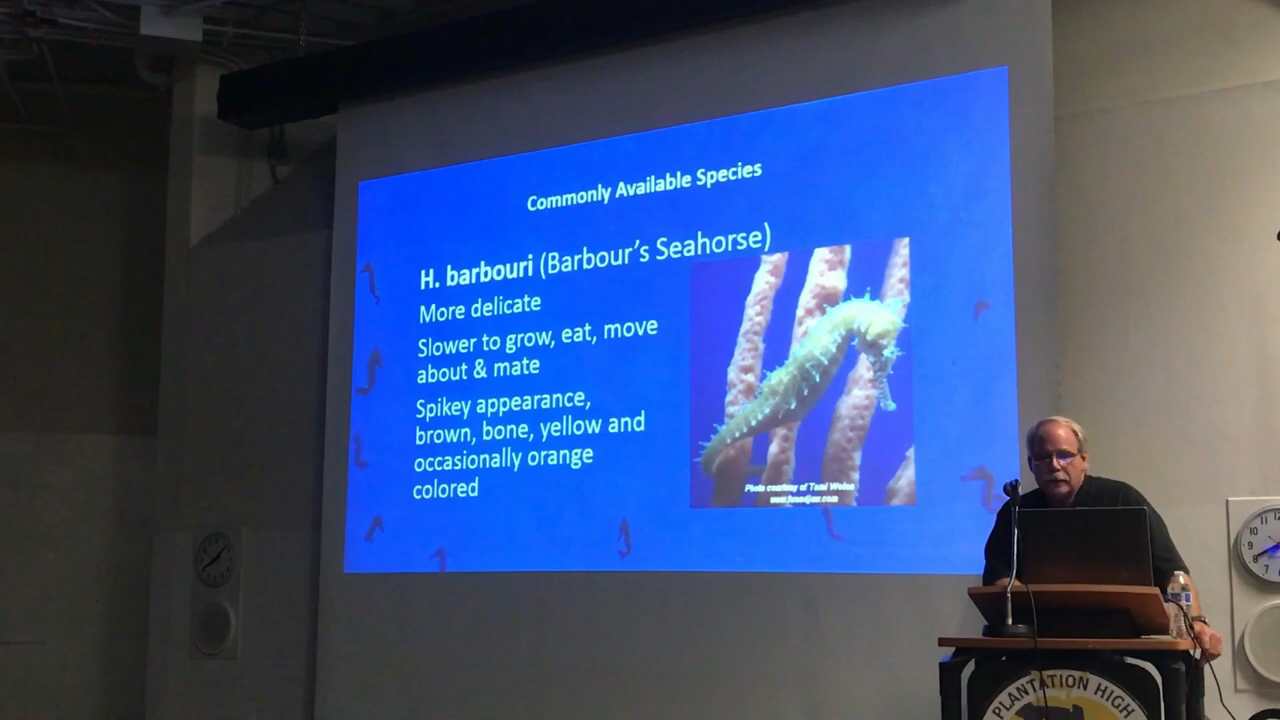 Commonly Available Species
H. barbouri (Barbour's Seahorse)
More delicate
Slower to grow, eat, move
about & mate
Spikey appearance,
brown, bone, yellow and
occasionally orange
colored
Photo courtesy of Tami
PLANTATION HIGH